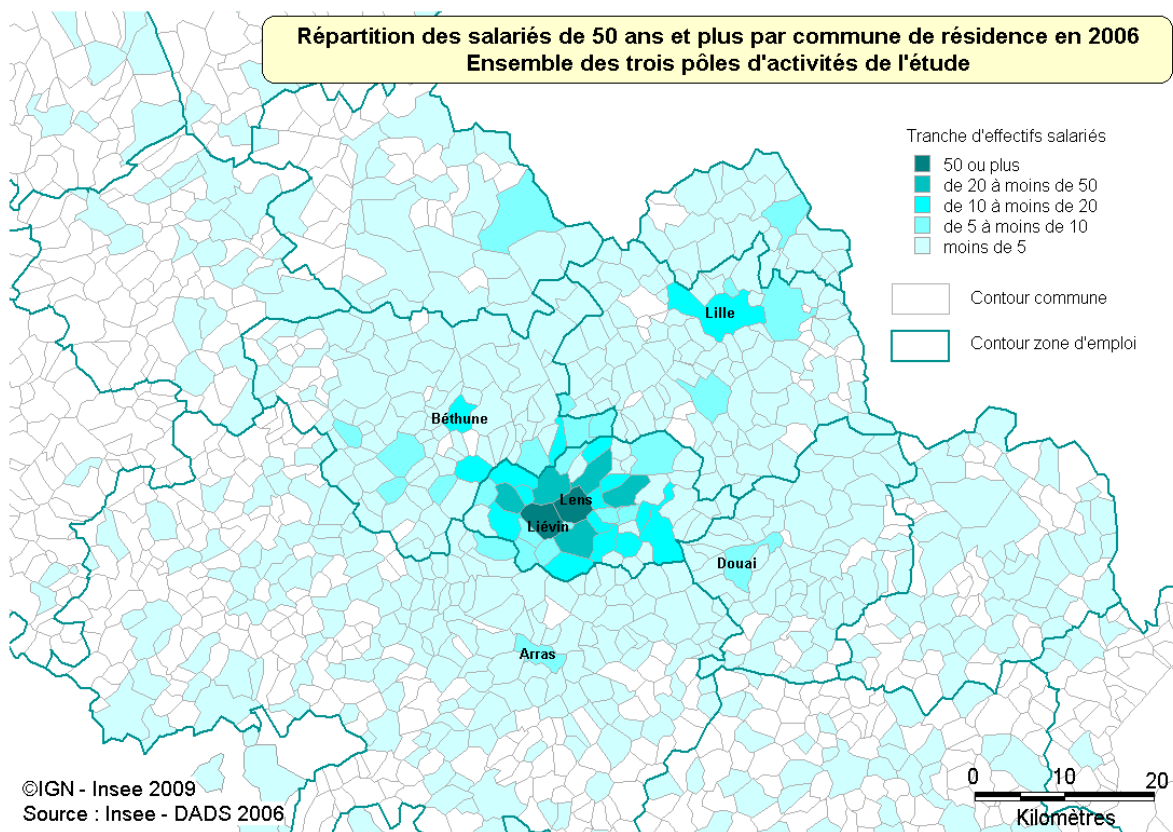 Répartition des salariés de 50 ans et plus par commune de résidence en 2006
Ensemble des trois pôles d'activités de l'étude
Tranche d'effectifs salariés
50 ou plus
de 20 à moins de 50
de 10 à moins de 20
de 5 à moins de 10
moins de 5
Contour commune
Contour zone d'emploi
Lille
Béthune
Lens
Liévin
Douai
Arras
©IGN - Insee 2009
Source : Insee - DADS 2006
0 10 20
Kilomètres